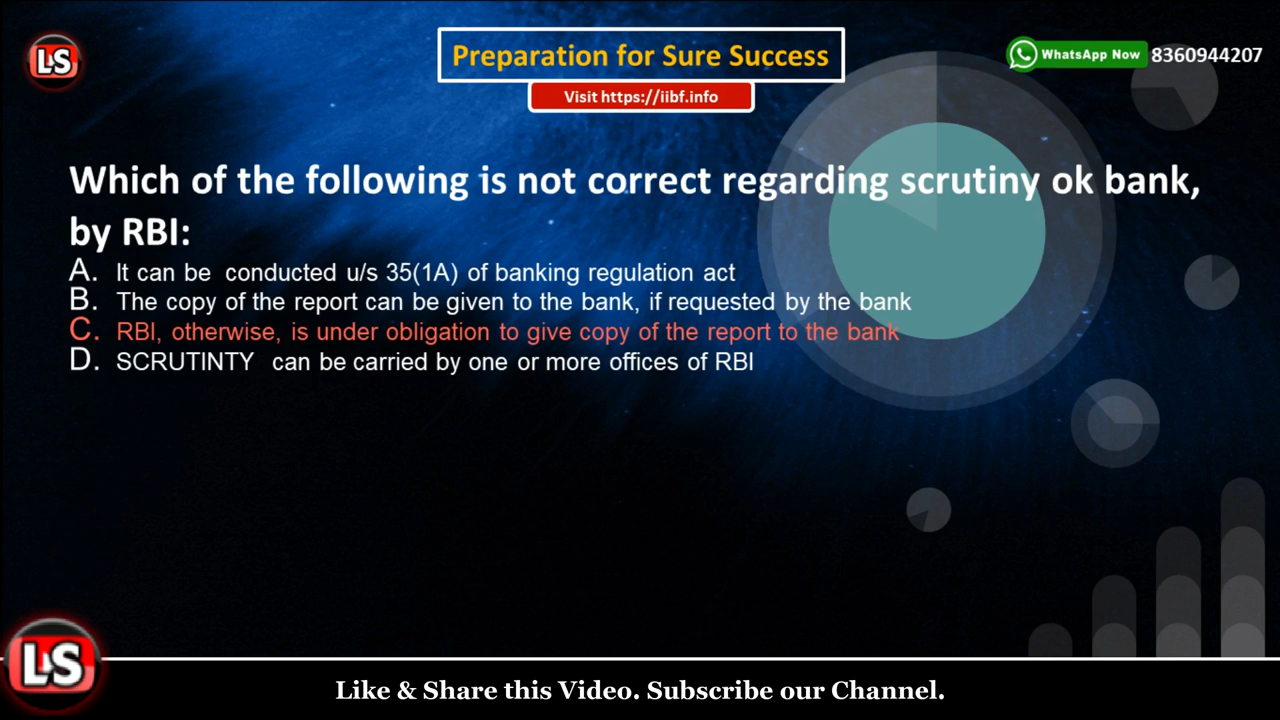 LS
Preparation for Sure Success
WhatsApp Now 8360944207
Visit https://iibf.info
Which of the following is not correct regarding scrutiny ok bank,
by RBI:
A. It can be conducted u/s 35(1A) of banking regulation act
B. The copy of the report can be given to the bank, if requested by the bank
C. RBI, otherwise, is under obligation to give copy of the report to the bank
D. SCRUTINTY can be carried by one or more offices of RBI
LS
Like & Share this Video. Subscribe our Channel.